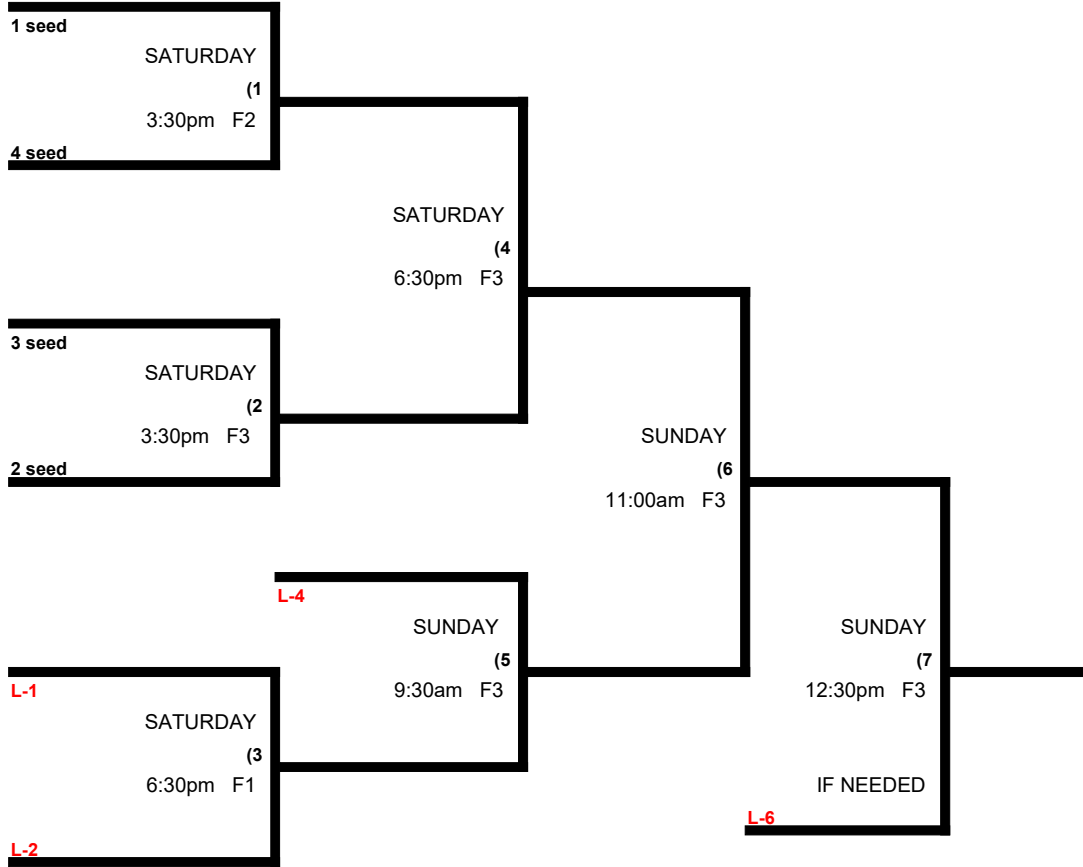 1 seed
SATURDAY
(1
3:30pm F2
4 seed
SATURDAY
(4
6:30pm F3
3 seed
SATURDAY
(2
3:30pm F3
2 seed
SUNDAY
(6
11:00am F3
L-4
SUNDAY
(5
9:30am F3
SUNDAY
(7
12:30pm F3
L-1
SATURDAY
(3
6:30pm F1
IF NEEDED
L-6
L-2